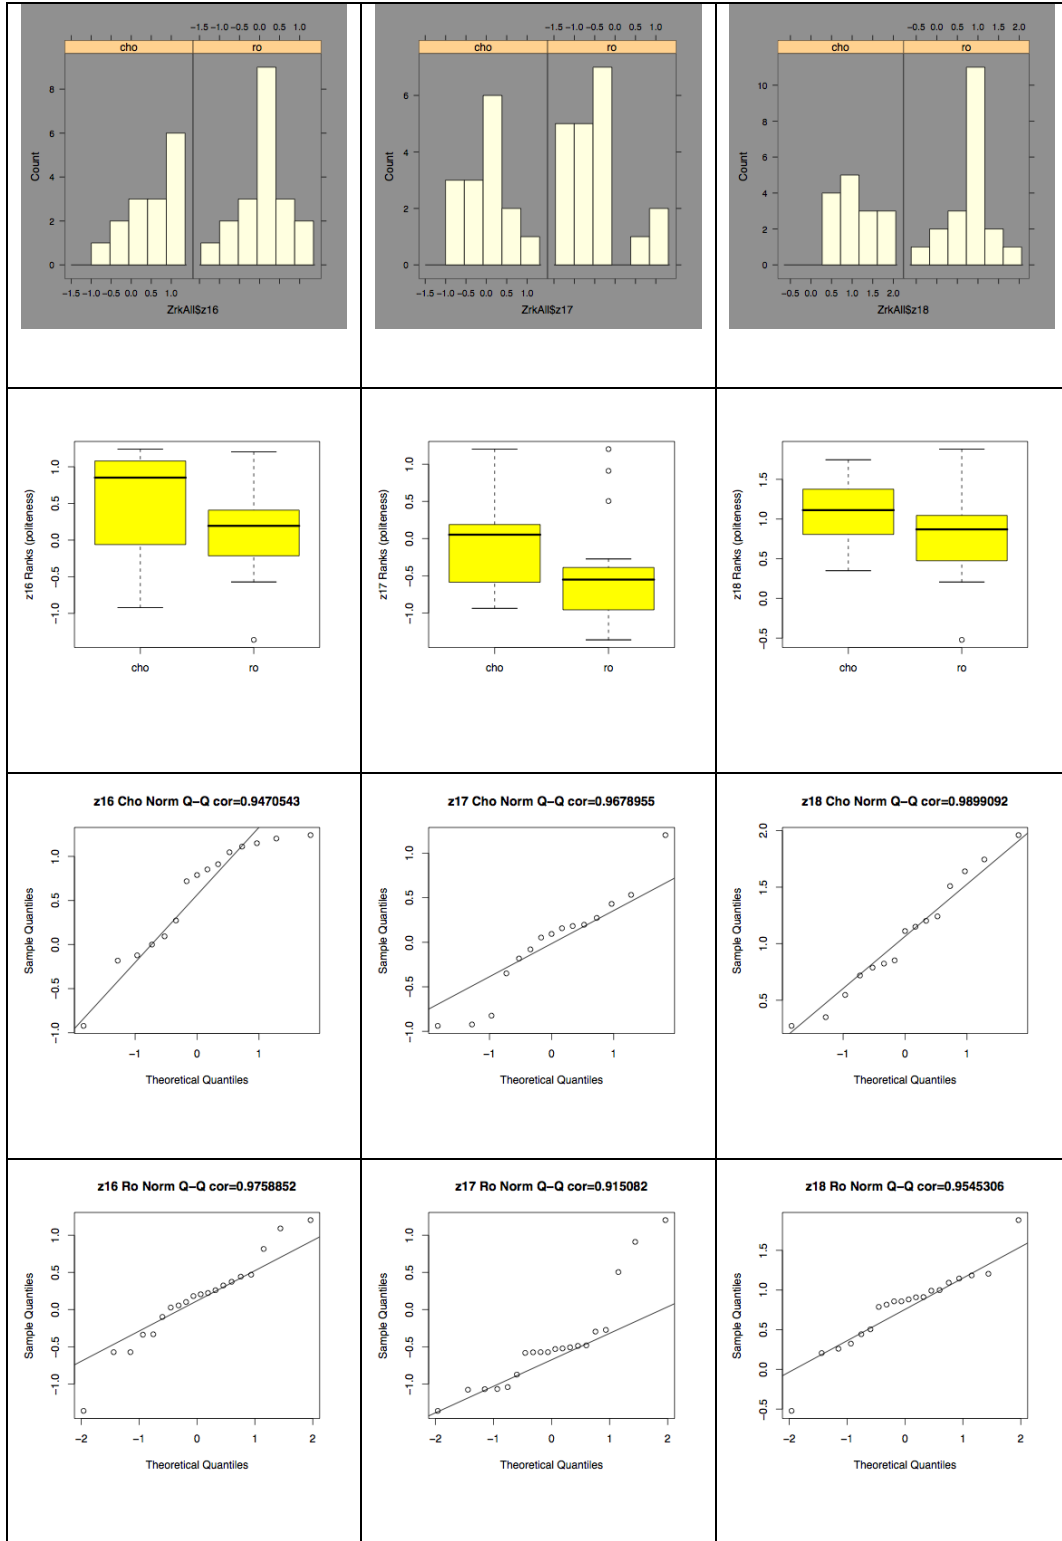 -1.5 -1.0 -0.5 0.0 0.5 1.0
cho ro
8
6
4
2
0
Count
-1.5 -1.0 -0.5 0.0 0.5 1.0
ZrkAll$z16
-1.5 -1.0 -0.5 0.0 0.5 1.0
cho ro
6
4
2
0
Count
-1.5 -1.0 -0.5 0.0 0.5 1.0
ZrkAll$z17
-0.5 0.0 0.5 1.0 1.5 2.0
cho ro
10
8
6
4
2
0
Count
-0.5 0.0 0.5 1.0 1.5 2.0
ZrkAll$z18
z16 Ranks (politeness)
1.0
0.5
0.0
-0.5
-1.0
cho ro
z17 Ranks (politeness)
1.0
0.5
0.0
-0.5
-1.0
cho ro
z18 Ranks (politeness)
1.5
1.0
0.5
0.0
-0.5
cho ro
z16 Cho Norm Q-Q cor=0.9470543
Sample Quantiles
1.0
0.5
0.0
-0.5
-1.0
-1 0 1
Theoretical Quantiles
z17 Cho Norm Q-Q cor=0.9678955
Sample Quantiles
1.0
0.5
0.0
-0.5
-1.0
-1 0 1
Theoretical Quantiles
z18 Cho Norm Q-Q cor=0.9899092
Sample Quantiles
2.0
1.5
1.0
0.5
-1 0 1
Theoretical Quantiles
z16 Ro Norm Q-Q cor=0.9758852
Sample Quantiles
1.0
0.5
0.0
-0.5
-1.0
-2 -1 0 1 2
Theoretical Quantiles
z17 Ro Norm Q-Q cor=0.915082
Sample Quantiles
1.0
0.5
0.0
-0.5
-1.0
-2 -1 0 1 2
Theoretical Quantiles
z18 Ro Norm Q-Q cor=0.9545306
Sample Quantiles
1.5
1.0
0.5
0.0
-0.5
-2 -1 0 1 2
Theoretical Quantiles